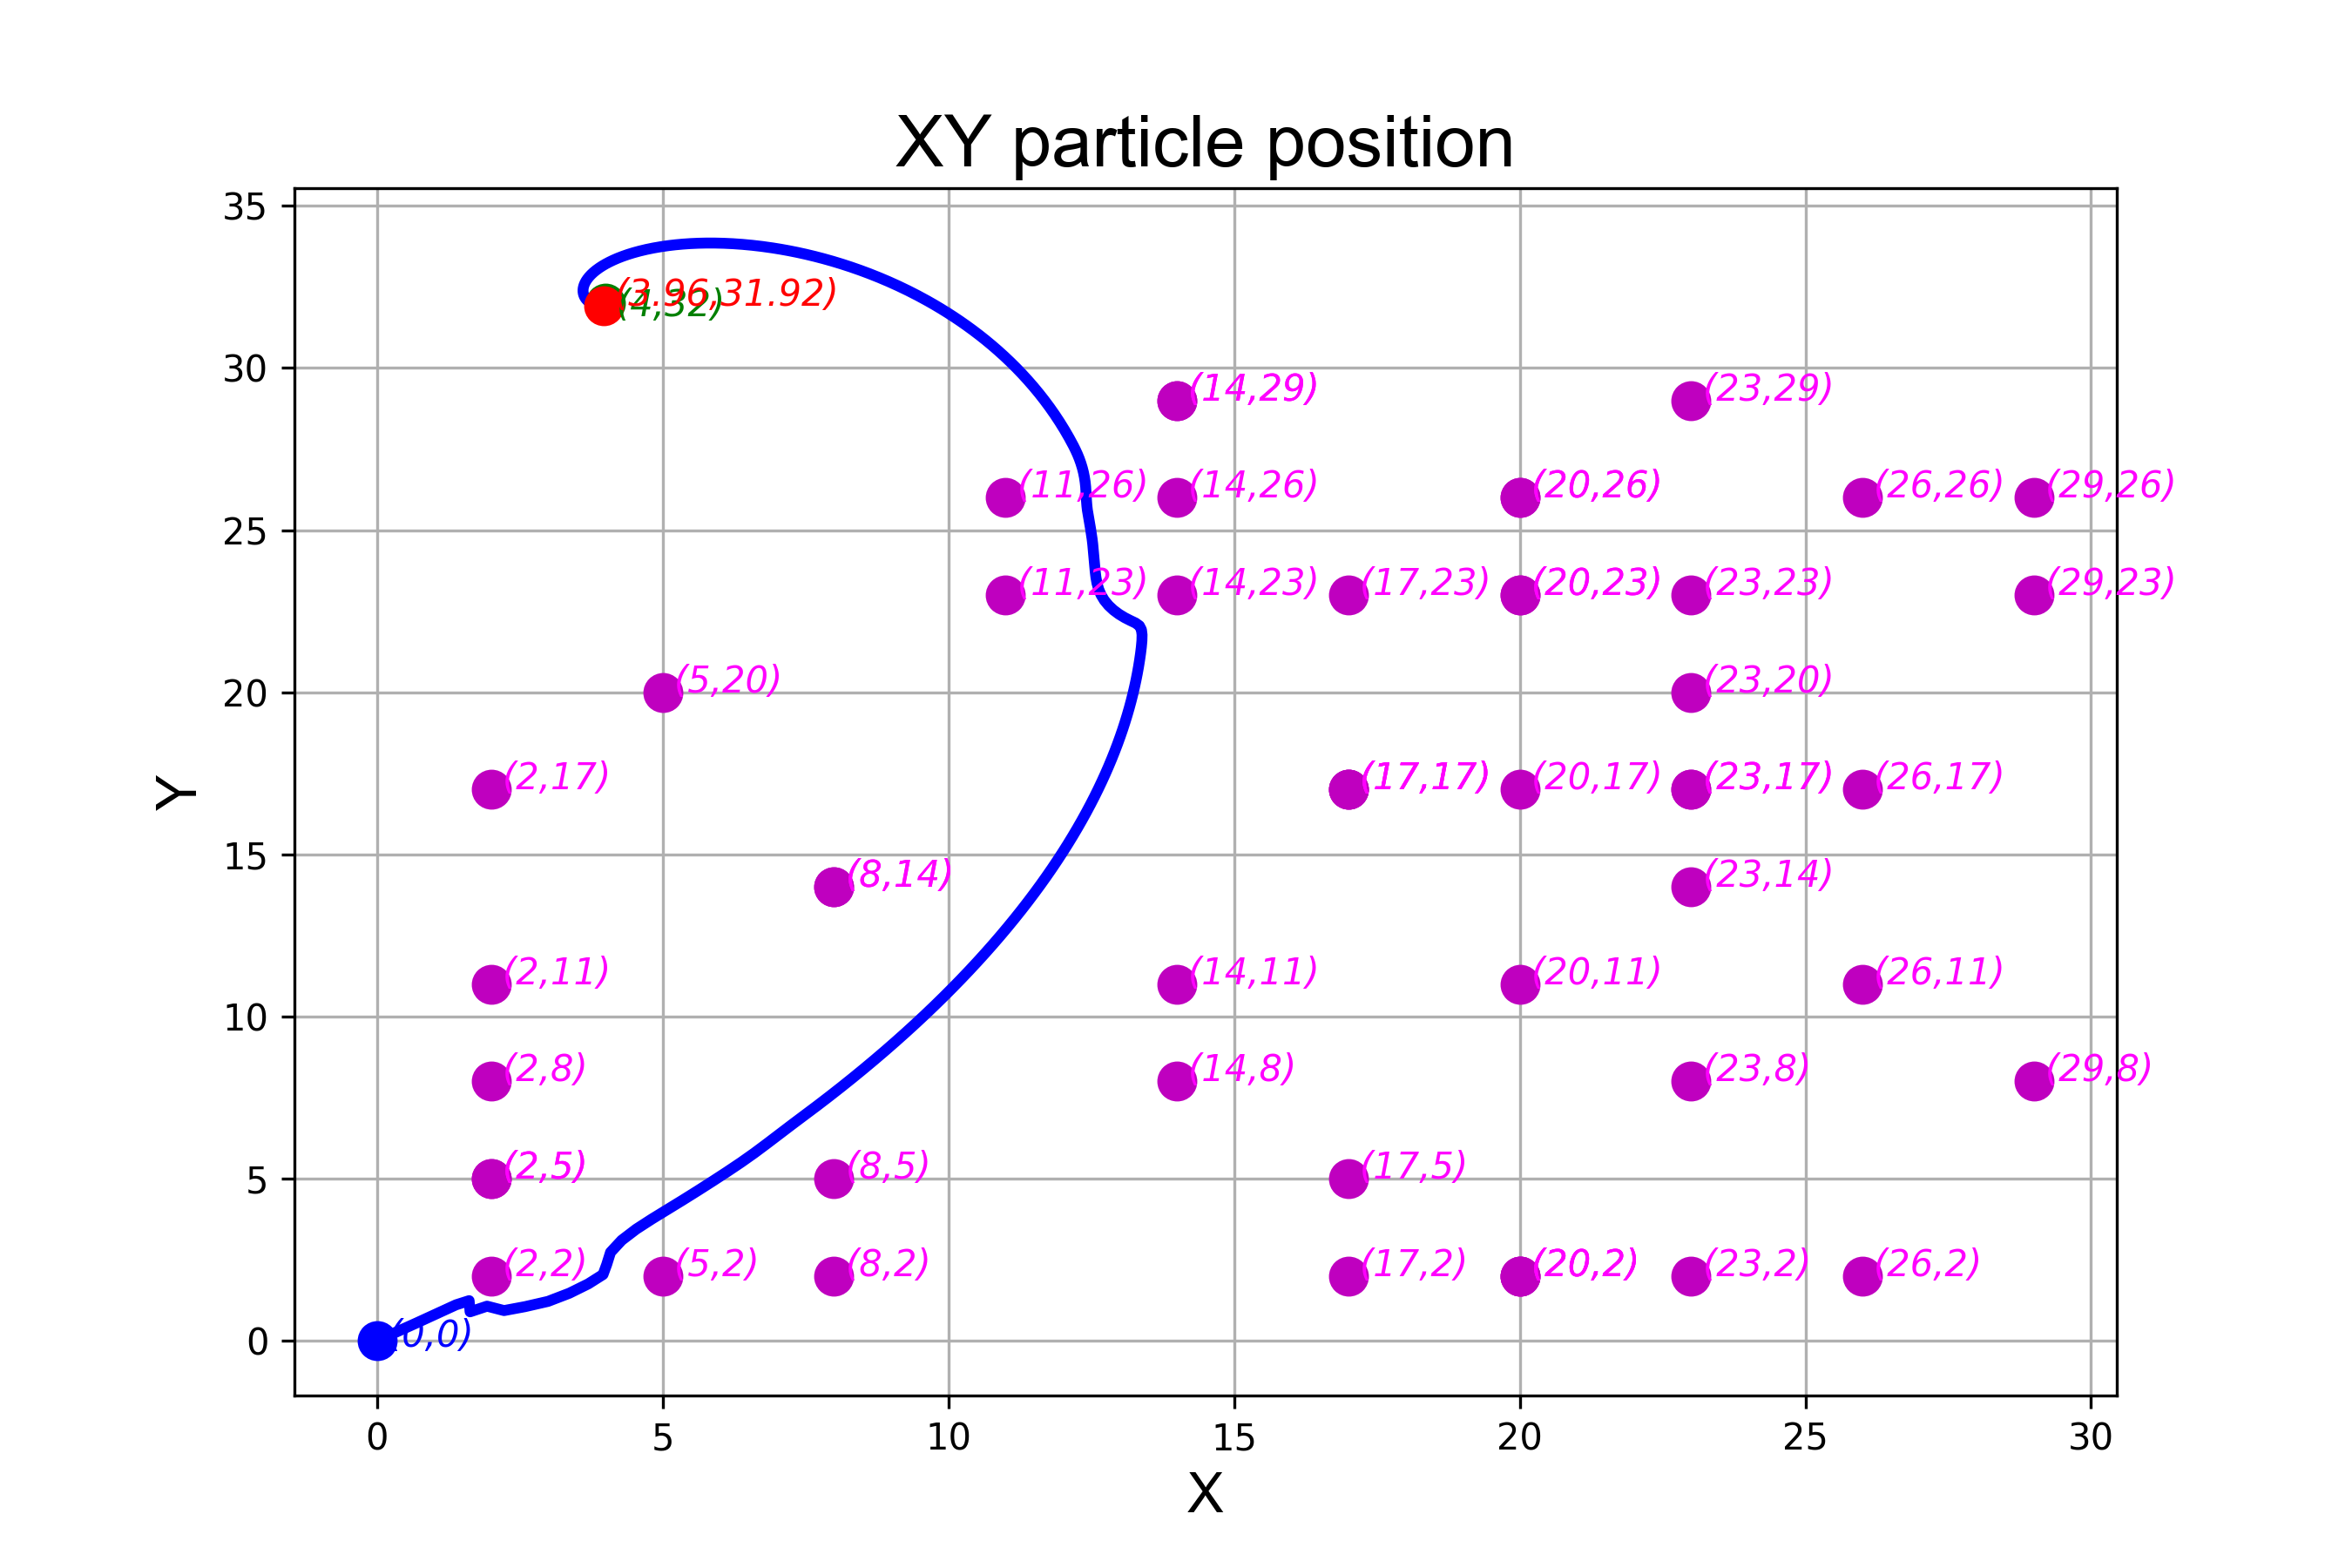 XY particle position
35
(3.96,31.92)
(4,32)
30
(14,29) (23,29)
(11,26) (14,26) (20,26) (26,26) (29,26)
25
(11,23) (14,23) (17,23) (20,23) (23,23) (29,23)
20
(5,20) (23,20)
(2,17) (17,17) (20,17) (23,17) (26,17)
Y
15
(8,14) (23,14)
(2,11) (14,11) (20,11) (26,11)
10
(2,8) (14,8) (23,8) (29,8)
5
(2,5) (8,5) (17,5)
(2,2) (5,2) (8,2) (17,2) (20,2) (23,2) (26,2)
0
(0,0)
0 5 10 15 20 25 30
X